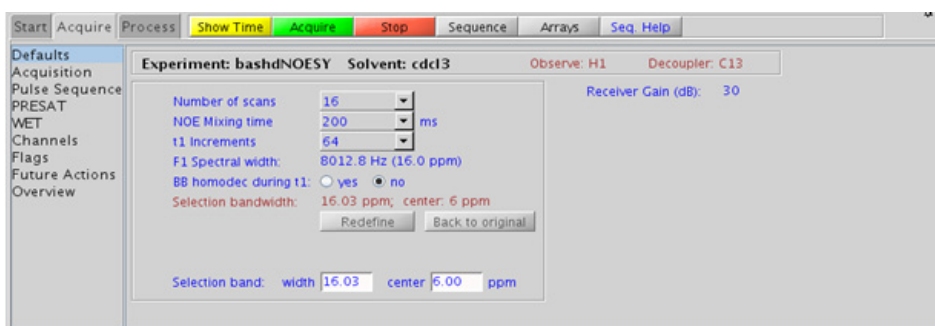 Start Acquire Process Show Time Acquire Stop Sequence Arrays Seq. Help
Defaults
Acquisition
Pulse Sequence
PRESAT
WET
Channels
Flags
Future Actions
Overview
Experiment: bashdNOESY Solvent: cdcl3 Observe: H1 Decoupler: C13
Receiver Gain (dB): 30
Number of scans 16
NOE Mixing time 200 ms
t1 Increments 64
F1 Spectral width: 8012.8 Hz (16.0 ppm)
BB homodec during t1: yes no
Selection bandwidth: 16.03 ppm; center: 6 ppm
Redefine Back to original
Selection band: width 16.03 center 6.00 ppm